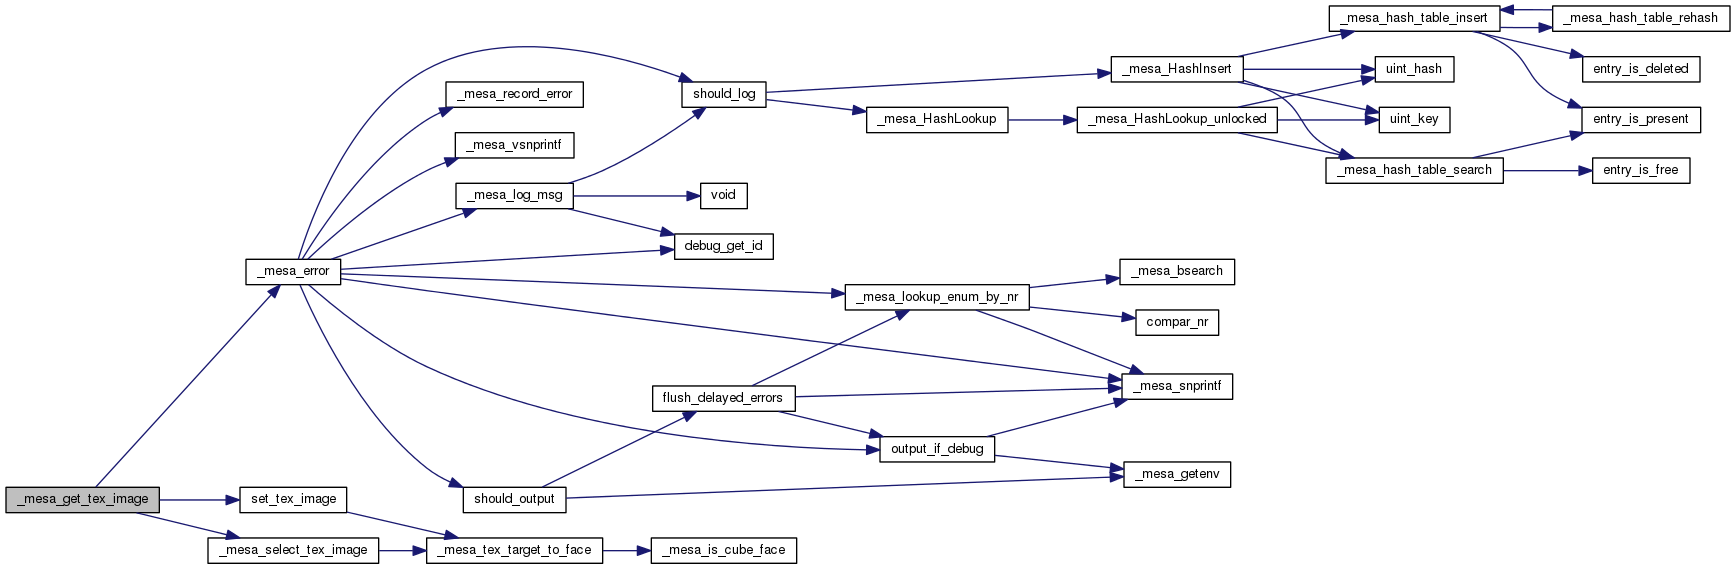 _mesa_hash_table_insert
_mesa_hash_table_rehash
_mesa_HashInsert
uint_hash
entry_is_deleted
should_log
_mesa_record_error
_mesa_HashLookup
_mesa_HashLookup_unlocked
uint_key
entry_is_present
_mesa_vsnprintf
_mesa_hash_table_search
entry_is_free
_mesa_log_msg
void
debug_get_id
_mesa_error
_mesa_bsearch
_mesa_lookup_enum_by_nr
compar_nr
_mesa_snprintf
flush_delayed_errors
output_if_debug
_mesa_getenv
_mesa_get_tex_image
set_tex_image
should_output
_mesa_select_tex_image
_mesa_tex_target_to_face
_mesa_is_cube_face